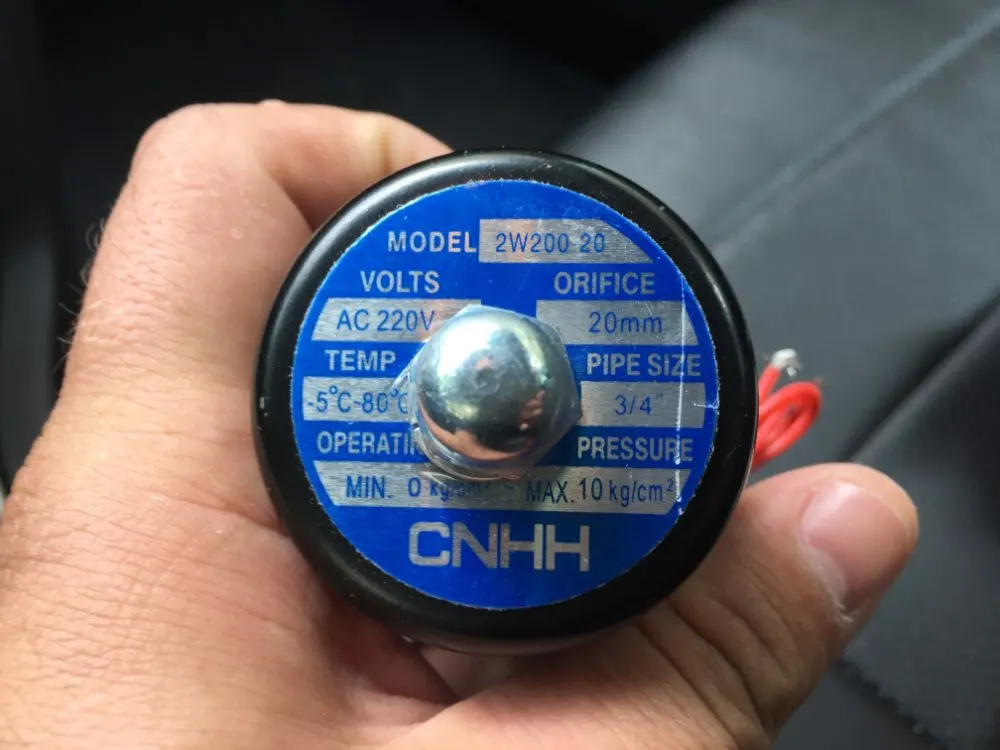 MODEL 2W200-20
VOLTS ORIFICE
AC 220V 20mm
TEMP PIPE SIZE
-5°C-80°C 3/4"
PRESSURE
MIN. 0 MAX. 10 kg/cm²
CNHH